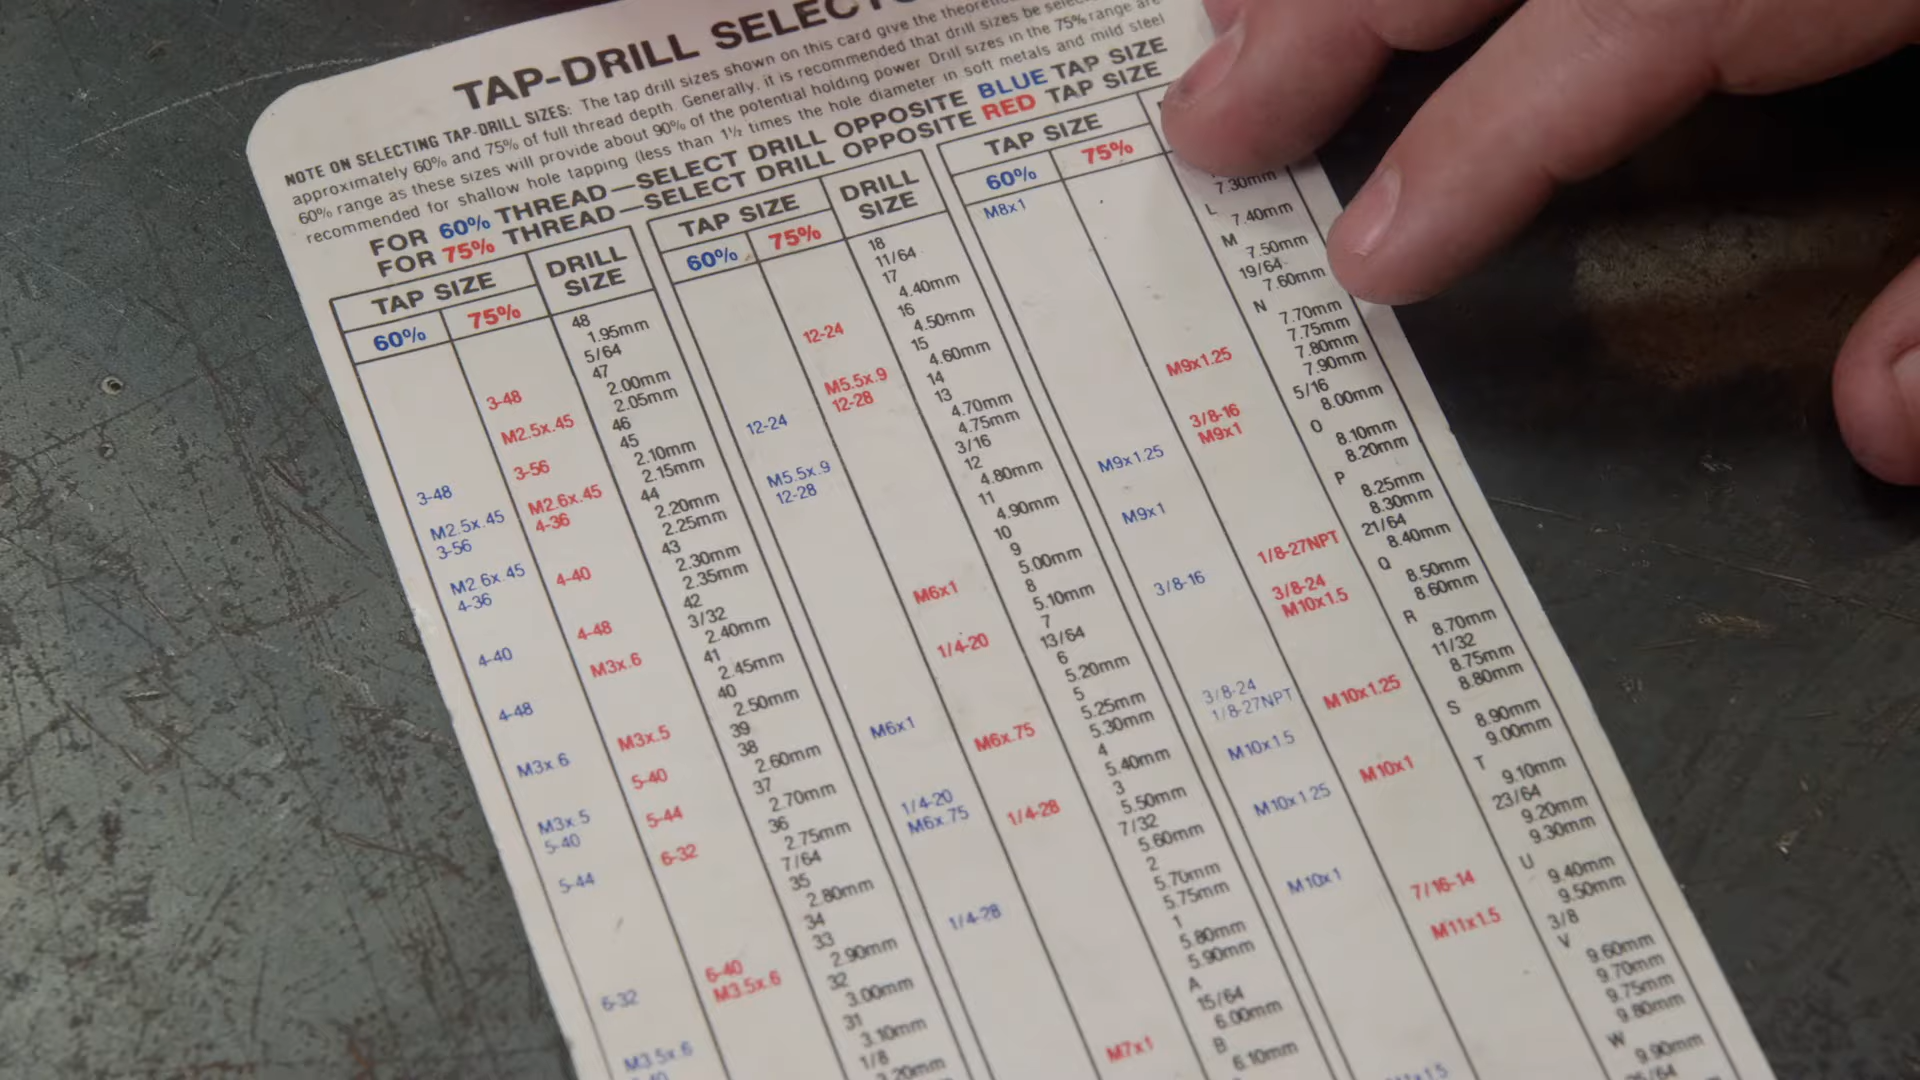 TAP-DRILL
NOTE ON SELECTING TAP-DRILL SIZES: The tap drill sizes shown on this card give the
approximately 60% and 75% of full thread depth. Generally, it is recommended that drill sizes be
60% range as these sizes will provide about 90% of the potential holding power. Drill sizes in the 75% range are
recommended for shallow hole tapping (less than 1½ times the hole diameter in soft metals and mild steel
FOR 60% THREAD—SELECT DRILL OPPOSITE BLUE TAP SIZE
FOR 75% THREAD—SELECT DRILL OPPOSITE RED TAP SIZE
TAP SIZE
DRILL SIZE
60%
75%
48
1.95mm
5/64
47
3-48
2.00mm
2.05mm
M2.5x.45
46
45
3-56
2.10mm
2.15mm
3-48
M2.6x.45
44
4-36
2.20mm
M2.5x.45
2.25mm
3-56
43
4-40
2.30mm
M2.6x.45
2.35mm
4-36
42
3/32
4-48
2.40mm
4-40
M3x.6
41
2.45mm
40
4-48
2.50mm
M3x.5
39
38
M3x.6
5-40
2.60mm
37
M3x.5
5-44
2.70mm
5-40
36
6-32
2.75mm
5-44
7/64
35
2.80mm
34
33
6-40
2.90mm
6-32
M3.5x.6
32
3.00mm
31
M3.5x.6
3.10mm
1/8
3.20mm
TAP SIZE
DRILL SIZE
60%
75%
18
11/64
17
4.40mm
12-24
16
4.50mm
M5.5x.9
15
12-28
4.60mm
12-24
14
13
4.70mm
M5.5x.9
4.75mm
12-28
3/16
12
4.80mm
11
4.90mm
10
9
M6x1
5.00mm
8
5.10mm
1/4-20
7
13/64
6
M6x1
5.20mm
M6x.75
5
5.25mm
5.30mm
1/4-20
4
M6x.75
1/4-28
5.40mm
3
5.50mm
7/32
5.60mm
1/4-28
2
5.70mm
5.75mm
1
5.80mm
5.90mm
A
15/64
M7x1
6.00mm
B
6.10mm
TAP SIZE
60%
75%
M8x1
7.30mm
L
7.40mm
M
7.50mm
19/64
7.60mm
N
7.70mm
7.75mm
M9x1.25
7.80mm
7.90mm
3/8-16
5/16
M9x1
8.00mm
M9x1.25
O
8.10mm
8.20mm
M9x1
P
8.25mm
1/8-27NPT
8.30mm
21/64
3/8-16
3/8-24
8.40mm
M10x1.5
Q
8.50mm
8.60mm
R
3/8-24
8.70mm
1/8-27NPT
M10x1.25
11/32
8.75mm
M10x1.5
8.80mm
M10x1
S
8.90mm
M10x1.25
9.00mm
T
9.10mm
M10x1
7/16-14
23/64
9.20mm
M11x1.5
9.30mm
U
9.40mm
9.50mm
3/8
V
9.60mm
9.70mm
9.75mm
9.80mm
W
9.90mm